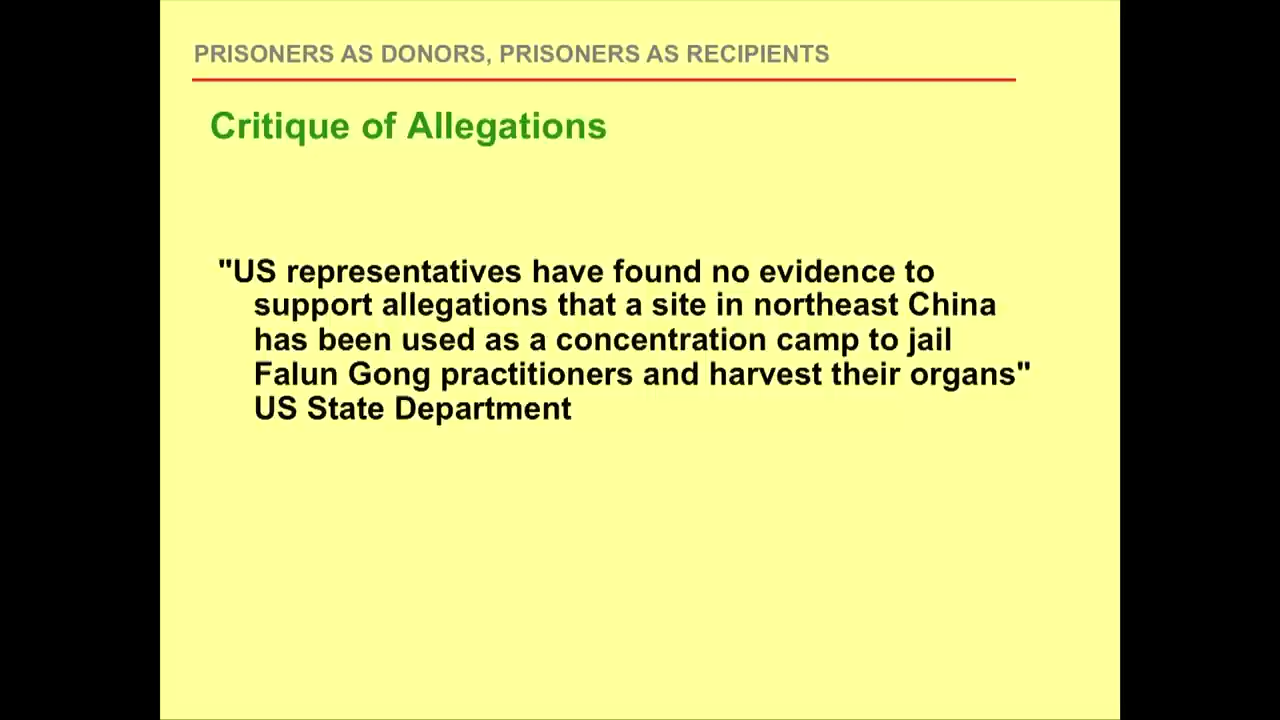 PRISONERS AS DONORS, PRISONERS AS RECIPIENTS
Critique of Allegations
"US representatives have found no evidence to
support allegations that a site in northeast China
has been used as a concentration camp to jail
Falun Gong practitioners and harvest their organs"
US State Department